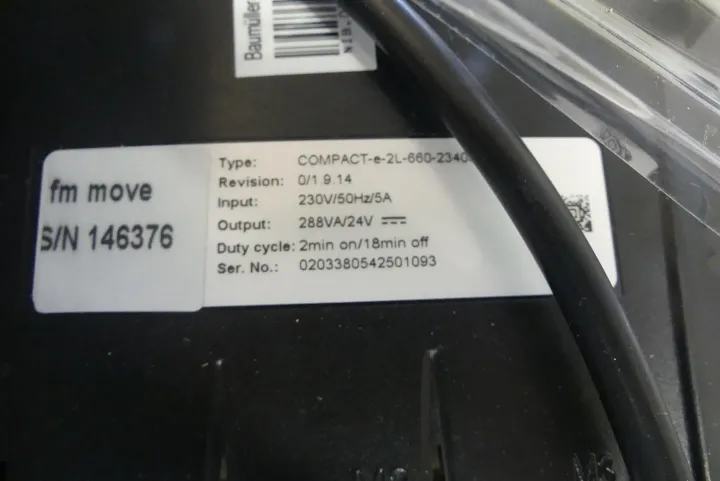 Baumüller
fm move
S/N 146376
Type: COMPACT-e-2L-660-2340
Revision: 0/1.9.14
Input: 230V/50Hz/5A
Output: 288VA/24V
Duty cycle: 2min on/18min off
Ser. No.: 0203380542501093